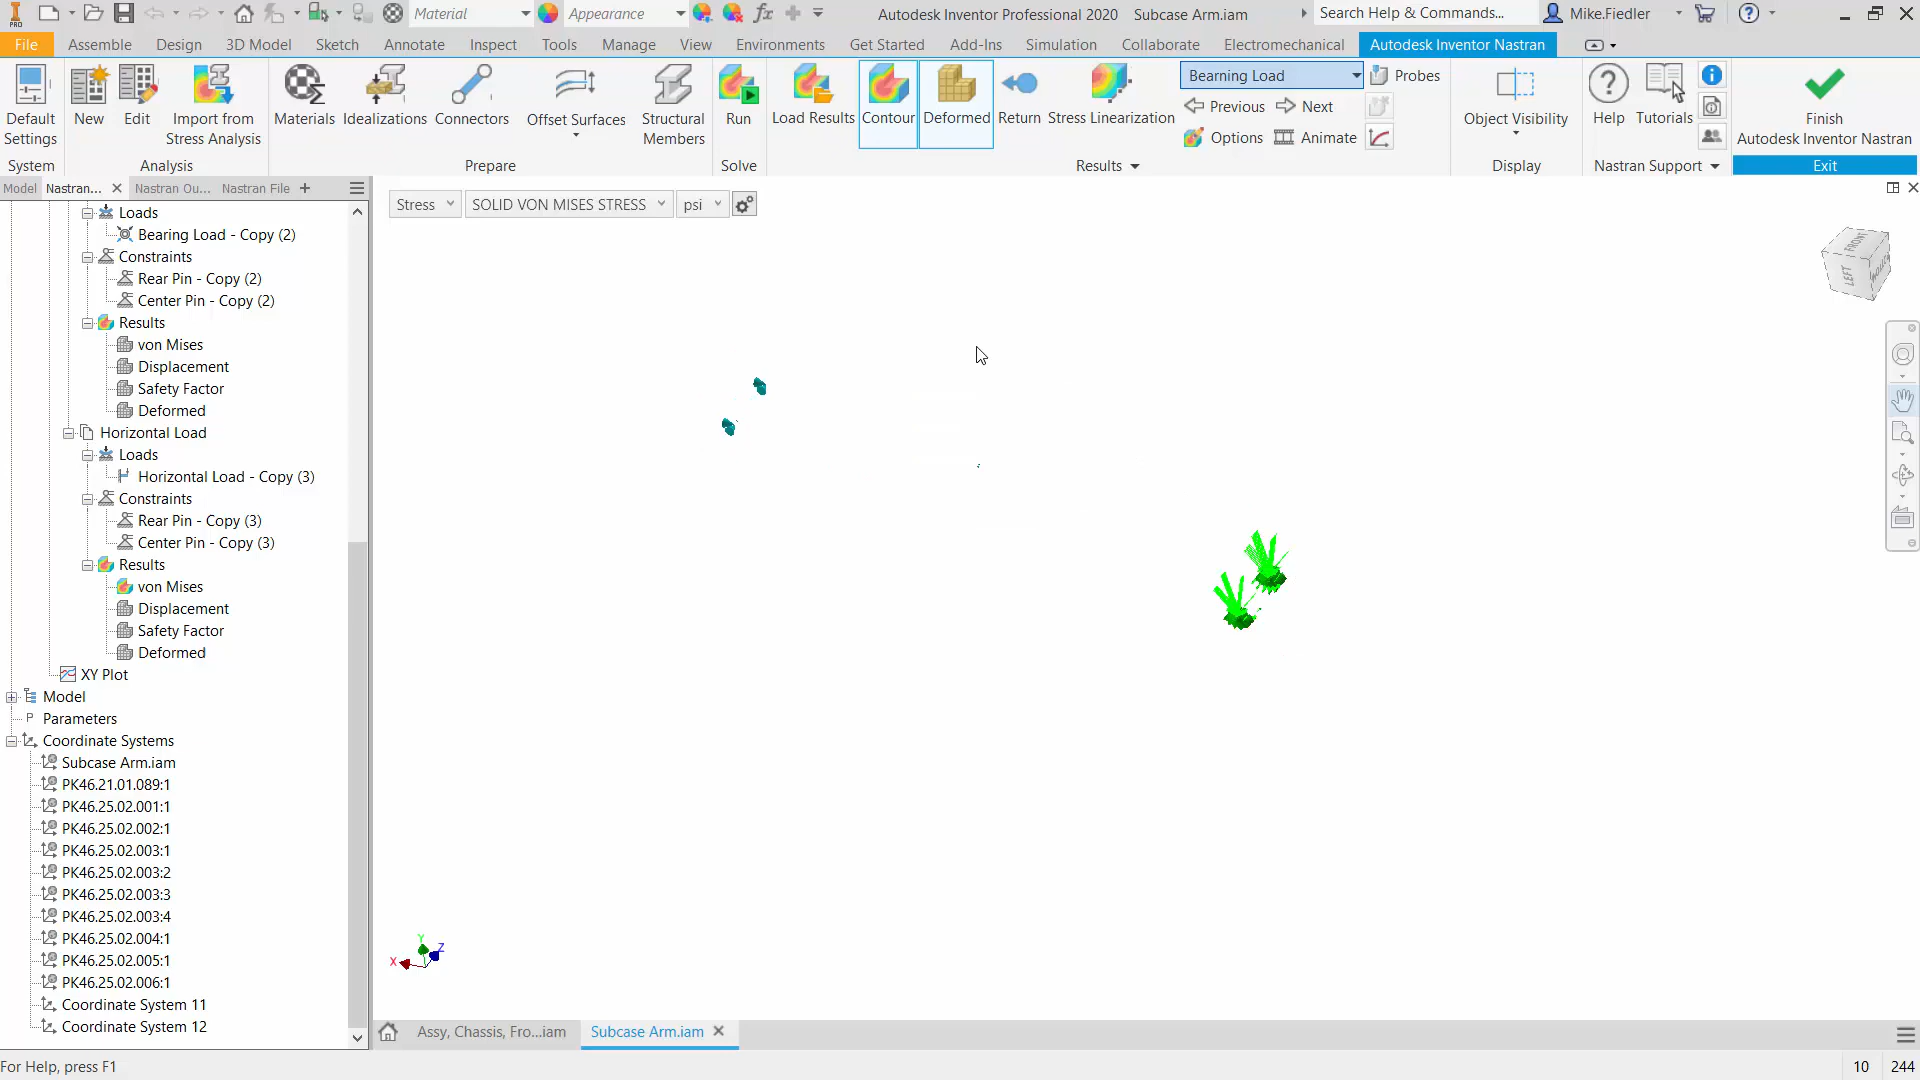 PRO
Material
Appearance
Autodesk Inventor Professional 2020 Subcase Arm.iam
Search Help & Commands...
Mike.Fiedler
File
Assemble
Design
3D Model
Sketch
Annotate
Inspect
Tools
Manage
View
Environments
Get Started
Add-Ins
Simulation
Collaborate
Electromechanical
Autodesk Inventor Nastran
Default
Settings
New
Edit
Import from
Stress Analysis
Materials
Idealizations
Connectors
Offset Surfaces
Structural
Members
Run
Load Results
Contour
Deformed
Return
Stress Linearization
Bearning Load
Probes
Previous
Next
Options
Animate
Object Visibility
Help
Tutorials
Finish
Autodesk Inventor Nastran
System
Analysis
Prepare
Solve
Results
Display
Nastran Support
Exit
Model
Nastran...
Nastran Ou...
Nastran File
Stress
SOLID VON MISES STRESS
psi
Loads
Bearing Load - Copy (2)
Constraints
Rear Pin - Copy (2)
Center Pin - Copy (2)
Results
von Mises
Displacement
Safety Factor
Deformed
Horizontal Load
Loads
Horizontal Load - Copy (3)
Constraints
Rear Pin - Copy (3)
Center Pin - Copy (3)
Results
von Mises
Displacement
Safety Factor
Deformed
XY Plot
Model
Parameters
Coordinate Systems
Subcase Arm.iam
PK46.21.01.089:1
PK46.25.02.001:1
PK46.25.02.002:1
PK46.25.02.003:1
PK46.25.02.003:2
PK46.25.02.003:3
PK46.25.02.003:4
PK46.25.02.004:1
PK46.25.02.005:1
PK46.25.02.006:1
Coordinate System 11
Coordinate System 12
FRONT
LEFT
Y
Z
X
Assy, Chassis, Fro...iam
Subcase Arm.iam
For Help, press F1
10
244